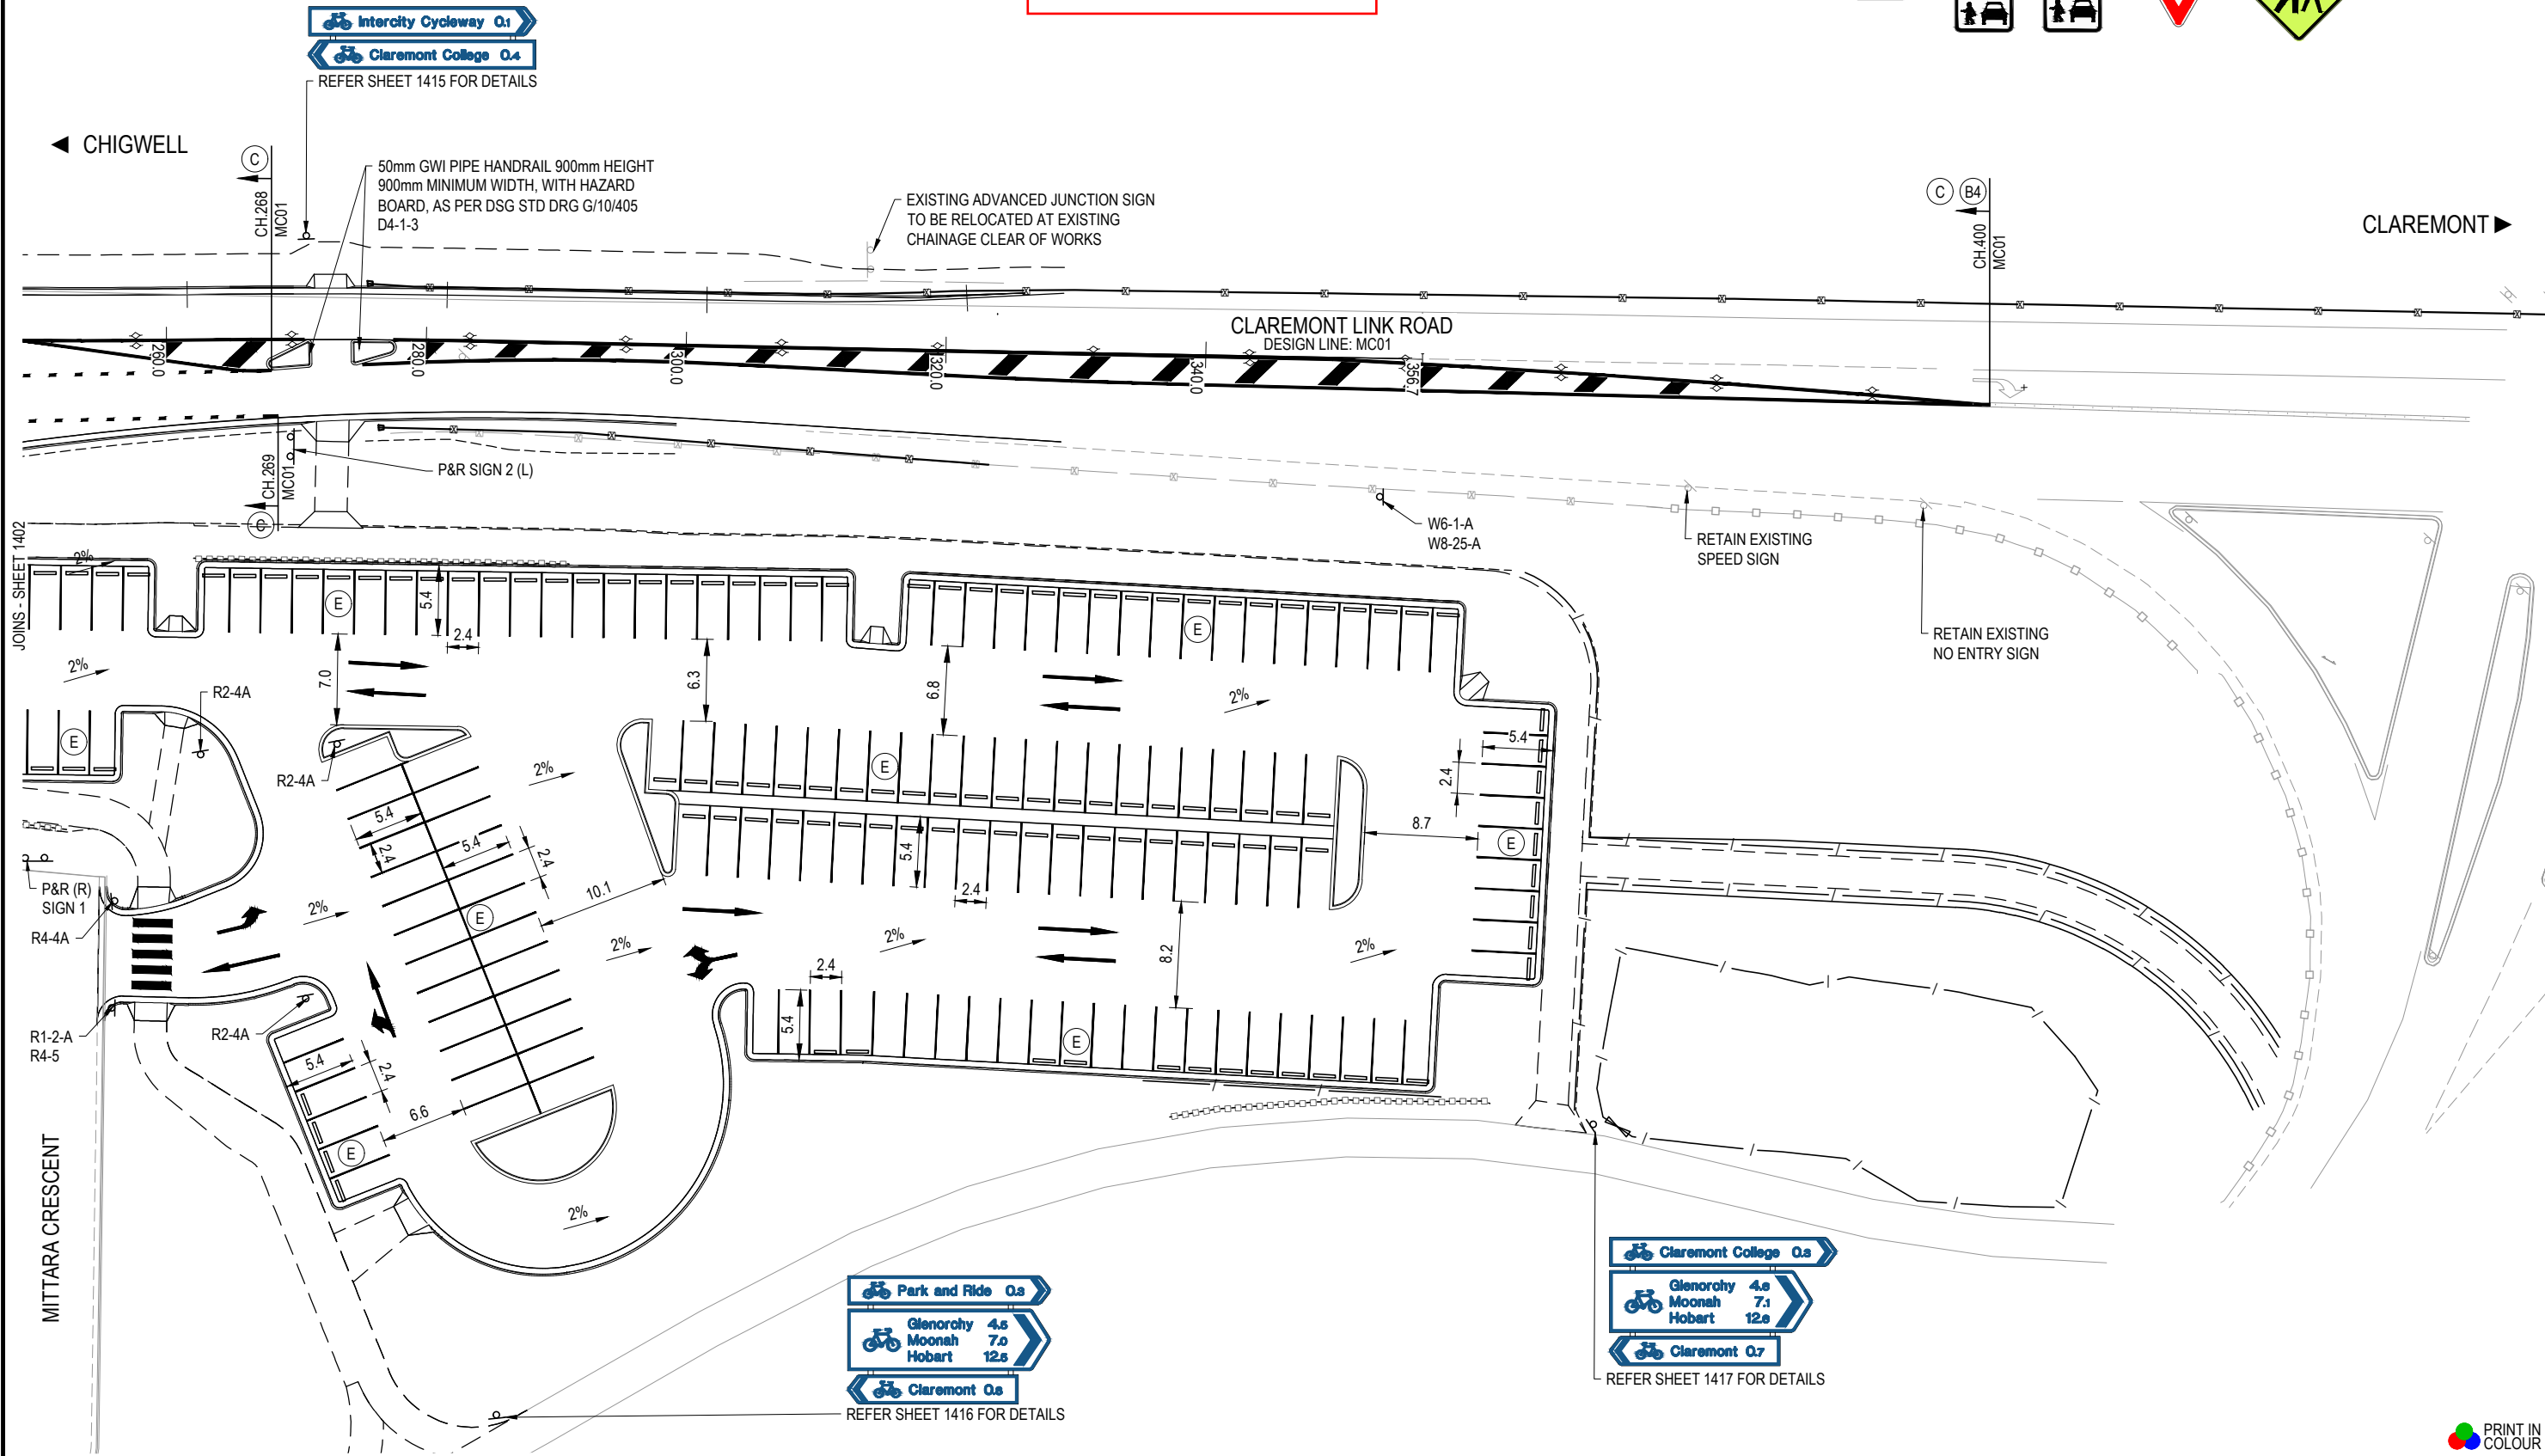 Intercity Cycleway 0.1
Claremont College 0.4
REFER SHEET 1415 FOR DETAILS
CHIGWELL
C
CH.268
MC01
50mm GWI PIPE HANDRAIL 900mm HEIGHT
900mm MINIMUM WIDTH, WITH HAZARD
BOARD, AS PER DSG STD DRG G/10/405
D4-1-3
EXISTING ADVANCED JUNCTION SIGN
TO BE RELOCATED AT EXISTING
CHAINAGE CLEAR OF WORKS
C B4
CH.400
MC01
CLAREMONT
CLAREMONT LINK ROAD
DESIGN LINE: MC01
260.0
280.0
300.0
320.0
340.0
356.7
CH.269
MC01
C
P&R SIGN 2 (L)
W6-1-A
W8-25-A
RETAIN EXISTING
SPEED SIGN
RETAIN EXISTING
NO ENTRY SIGN
JOINS - SHEET 1402
2%
E
5.4
2.4
E
2%
7.0
6.3
6.8
2%
R2-4A
E
R2-4A
2%
E
5.4
2.4
5.4
2.4
5.4
2.4
5.4
2.4
8.7
E
P&R (R)
SIGN 1
R4-4A
2%
E
10.1
2%
2%
8.2
2%
2.4
5.4
E
R1-2-A
R4-5
R2-4A
5.4
2.4
6.6
E
2%
MITTARA CRESCENT
Park and Ride 0.3
Glenorchy
Moonah 7.0
Hobart
Claremont
REFER SHEET 1416 FOR DETAILS
Claremont College 0.3
Glenorchy
Moonah 7.1
Hobart
Claremont 0.7
REFER SHEET 1417 FOR DETAILS
PRINT IN
COLOUR